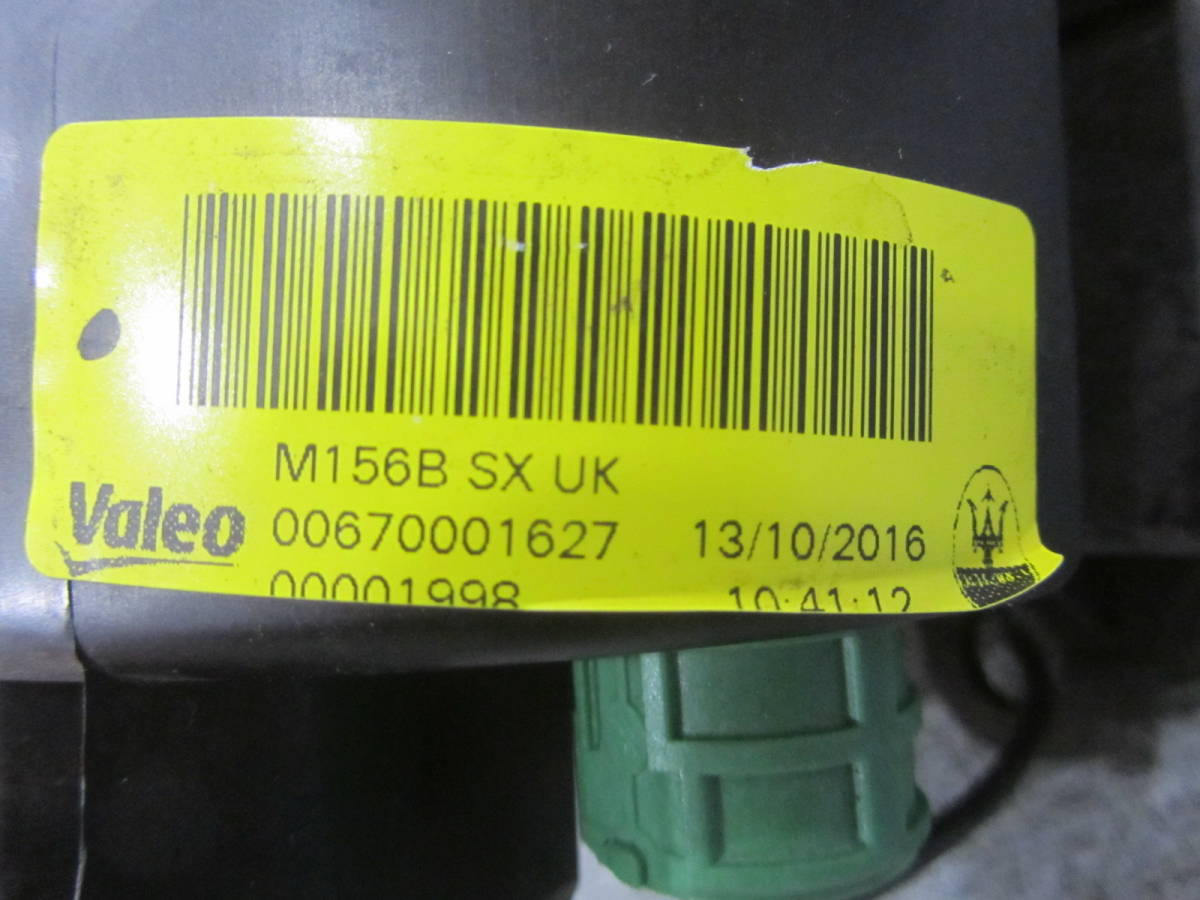 M156B SX UK
Valeo
00670001627 13/10/2016
00001998 10:41:12